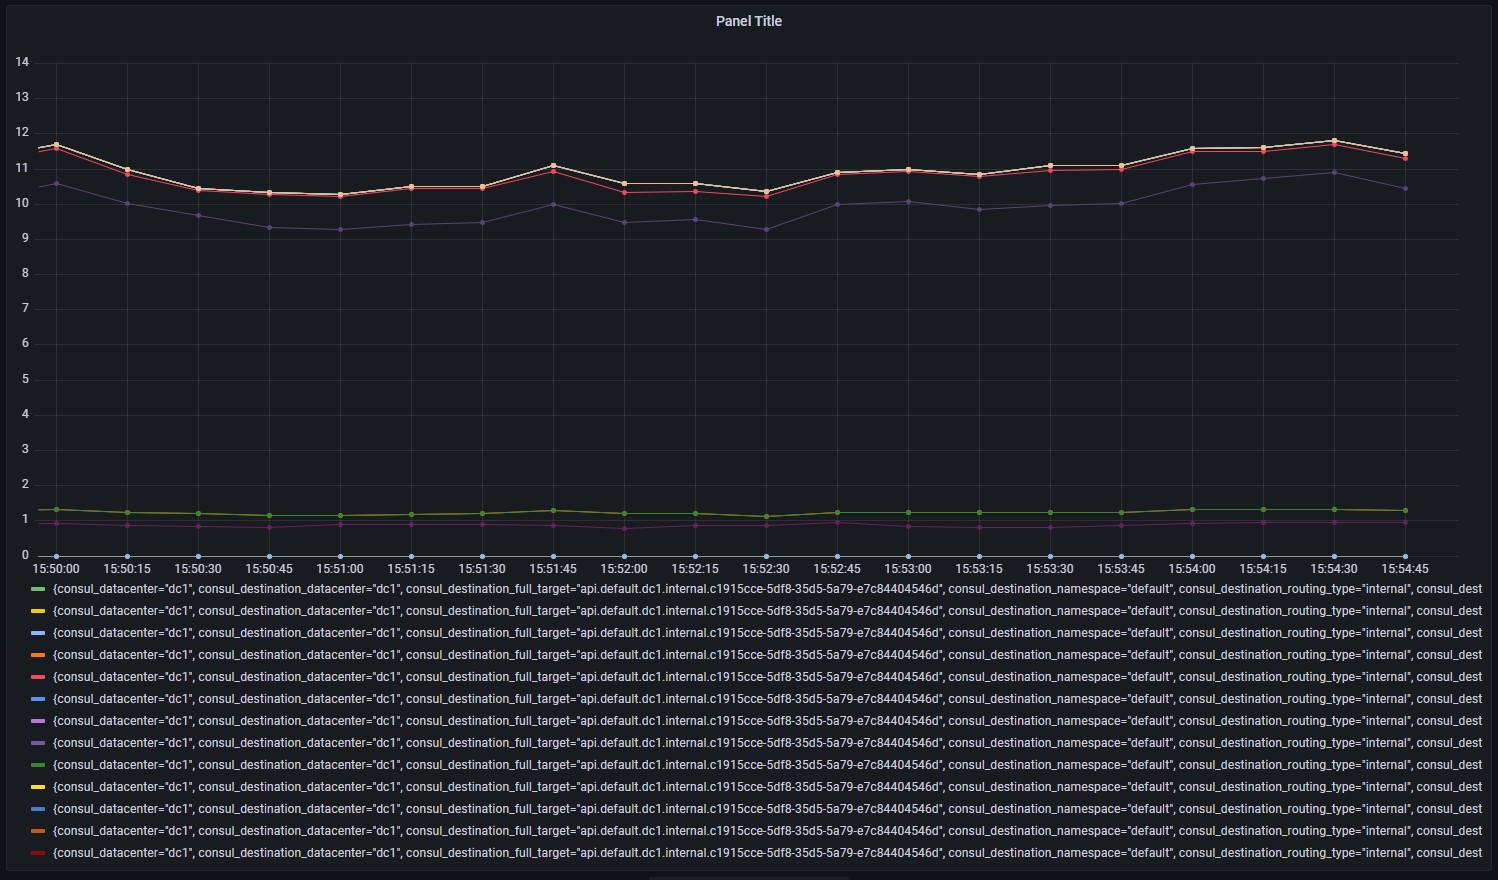 Panel Title
14
13
12
11
10
9
8
7
6
5
4
3
2
1
0
15:50:00 15:50:15 15:50:30 15:50:45 15:51:00 15:51:15 15:51:30 15:51:45 15:52:00 15:52:15 15:52:30 15:52:45 15:53:00 15:53:15 15:53:30 15:53:45 15:54:00 15:54:15 15:54:30 15:54:45
{consul_datacenter="dc1", consul_destination_datacenter="dc1", consul_destination_full_target="api.default.dc1.internal.c1915cce-5df8-35d5-5a79-e7c84404546d", consul_destination_namespace="default", consul_destination_routing_type="internal", consul_dest
{consul_datacenter="dc1", consul_destination_datacenter="dc1", consul_destination_full_target="api.default.dc1.internal.c1915cce-5df8-35d5-5a79-e7c84404546d", consul_destination_namespace="default", consul_destination_routing_type="internal", consul_dest
{consul_datacenter="dc1", consul_destination_datacenter="dc1", consul_destination_full_target="api.default.dc1.internal.c1915cce-5df8-35d5-5a79-e7c84404546d", consul_destination_namespace="default", consul_destination_routing_type="internal", consul_dest
{consul_datacenter="dc1", consul_destination_datacenter="dc1", consul_destination_full_target="api.default.dc1.internal.c1915cce-5df8-35d5-5a79-e7c84404546d", consul_destination_namespace="default", consul_destination_routing_type="internal", consul_dest
{consul_datacenter="dc1", consul_destination_datacenter="dc1", consul_destination_full_target="api.default.dc1.internal.c1915cce-5df8-35d5-5a79-e7c84404546d", consul_destination_namespace="default", consul_destination_routing_type="internal", consul_dest
{consul_datacenter="dc1", consul_destination_datacenter="dc1", consul_destination_full_target="api.default.dc1.internal.c1915cce-5df8-35d5-5a79-e7c84404546d", consul_destination_namespace="default", consul_destination_routing_type="internal", consul_dest
{consul_datacenter="dc1", consul_destination_datacenter="dc1", consul_destination_full_target="api.default.dc1.internal.c1915cce-5df8-35d5-5a79-e7c84404546d", consul_destination_namespace="default", consul_destination_routing_type="internal", consul_dest
{consul_datacenter="dc1", consul_destination_datacenter="dc1", consul_destination_full_target="api.default.dc1.internal.c1915cce-5df8-35d5-5a79-e7c84404546d", consul_destination_namespace="default", consul_destination_routing_type="internal", consul_dest
{consul_datacenter="dc1", consul_destination_datacenter="dc1", consul_destination_full_target="api.default.dc1.internal.c1915cce-5df8-35d5-5a79-e7c84404546d", consul_destination_namespace="default", consul_destination_routing_type="internal", consul_dest
{consul_datacenter="dc1", consul_destination_datacenter="dc1", consul_destination_full_target="api.default.dc1.internal.c1915cce-5df8-35d5-5a79-e7c84404546d", consul_destination_namespace="default", consul_destination_routing_type="internal", consul_dest
{consul_datacenter="dc1", consul_destination_datacenter="dc1", consul_destination_full_target="api.default.dc1.internal.c1915cce-5df8-35d5-5a79-e7c84404546d", consul_destination_namespace="default", consul_destination_routing_type="internal", consul_dest
{consul_datacenter="dc1", consul_destination_datacenter="dc1", consul_destination_full_target="api.default.dc1.internal.c1915cce-5df8-35d5-5a79-e7c84404546d", consul_destination_namespace="default", consul_destination_routing_type="internal", consul_dest
{consul_datacenter="dc1", consul_destination_datacenter="dc1", consul_destination_full_target="api.default.dc1.internal.c1915cce-5df8-35d5-5a79-e7c84404546d", consul_destination_namespace="default", consul_destination_routing_type="internal", consul_dest